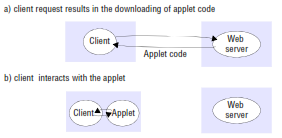 a) client request results in the downloading of applet code
Client
Web
server
Applet code
b) client interacts with the applet
Client
Applet
Web
server